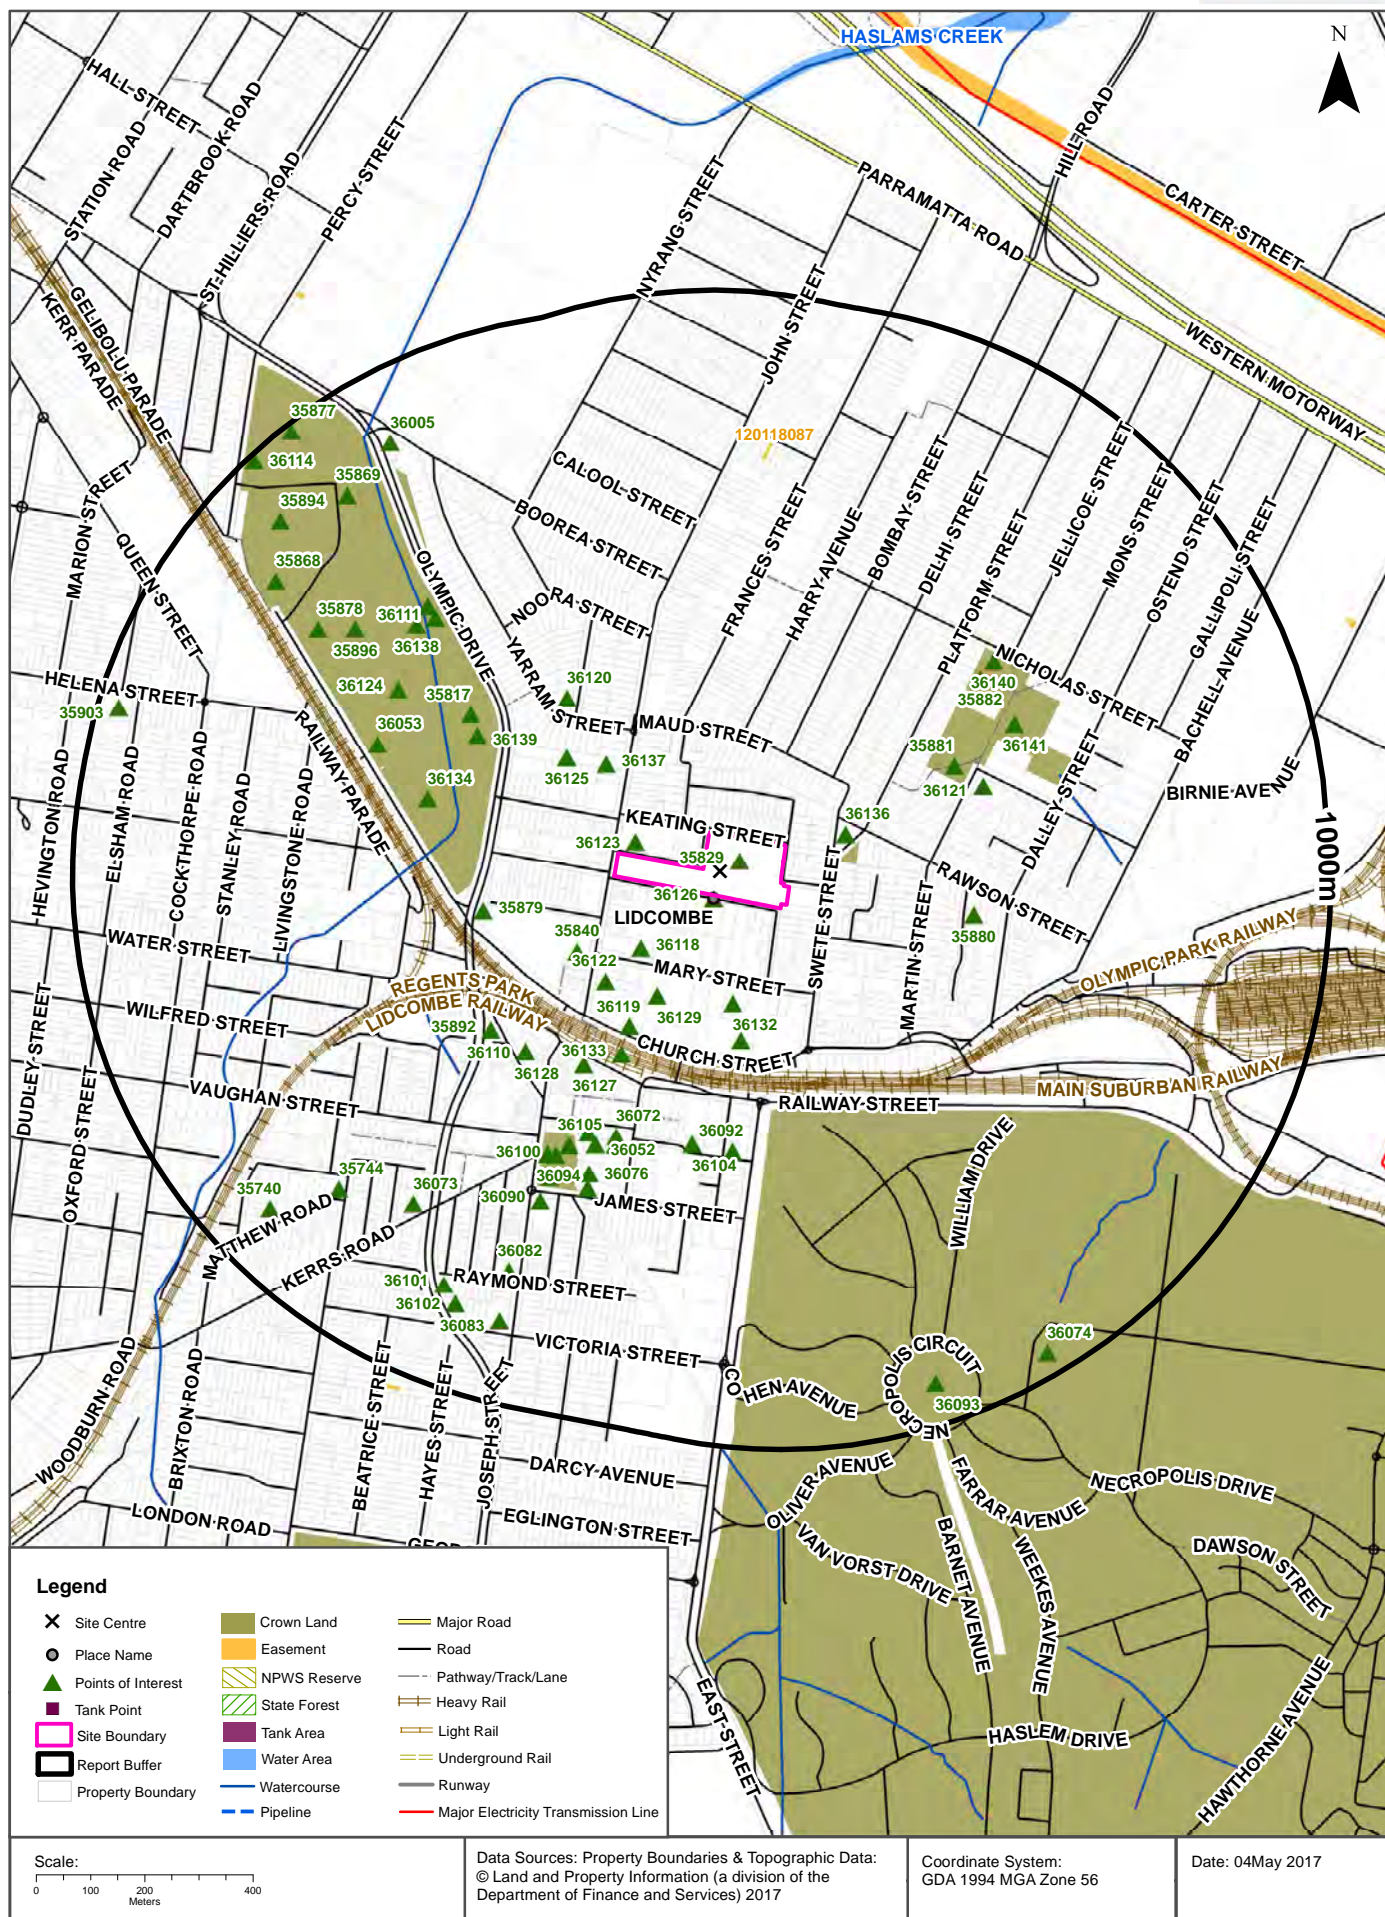 HASLAMS CREEK
N
HALL STREET
STATION ROAD
DARTBROOK ROAD
ST HILLIERS ROAD
PERCY STREET
NYRANG STREET
HILL ROAD
PARRAMATTA ROAD
CARTER STREET
JOHN STREET
WESTERN MOTORWAY
GELIBOLU PARADE
KERR PARADE
35877
36005
36114
35869
35894
35868
120118087
CALOOL STREET
BOOREA STREET
NOORA STREET
FRANCES STREET
HARRY AVENUE
BOMBAY STREET
DELHI STREET
PLATFORM STREET
JELLICOE STREET
MONS STREET
OSTEND STREET
GALLIPOLI STREET
BACHELL AVENUE
MARION STREET
QUEEN STREET
35878
36111
35896
36138
OLYMPIC DRIVE
YARRAM STREET
36124
35817
36120
HELENA STREET
35903
36053
36139
MAUD STREET
36125
36137
36134
NICHOLAS STREET
36140
35882
35881
36141
36121
DALLEY STREET
BIRNIE AVENUE
1000m
RAILWAY PARADE
HEVINGTON ROAD
ELSHAM ROAD
COCKTHORPE ROAD
STANLEY ROAD
LIVINGSTONE ROAD
KEATING STREET
36123
35829
36136
36126
LIDCOMBE
SWETE STREET
RAWSON STREET
MARTIN STREET
35880
35879
35840
36118
36122
MARY STREET
WATER STREET
OLYMPIC PARK RAILWAY
REGENTS PARK
LIDCOMBE RAILWAY
36119
36129
36132
WILFRED STREET
35892
36110
36133
CHURCH STREET
36128
36127
MAIN SUBURBAN RAILWAY
RAILWAY STREET
DUDLEY STREET
OXFORD STREET
VAUGHAN STREET
36105
36072
36092
36100
36052
36104
36094
36076
WILLIAM DRIVE
35744
35740
36073
36090
JAMES STREET
MATTHEW ROAD
KERRS ROAD
36082
36101
RAYMOND STREET
36102
36083
VICTORIA STREET
36074
NECROPOLIS CIRCUIT
36093
COHEN AVENUE
WOODBURN ROAD
BRIXTON ROAD
BEATRICE STREET
HAYES STREET
JOSEPH STREET
DARCY AVENUE
OLIVER AVENUE
FARRAR AVENUE
NECROPOLIS DRIVE
LONDON ROAD
EGLINGTON STREET
VAN VORST DRIVE
BARNET AVENUE
WEEKES AVENUE
DAWSON STREET
EAST STREET
HASLEM DRIVE
HAWTHORNE AVENUE
Legend
Site Centre
Place Name
Points of Interest
Tank Point
Site Boundary
Report Buffer
Property Boundary
Crown Land
Easement
NPWS Reserve
State Forest
Tank Area
Water Area
Watercourse
Pipeline
Major Road
Road
Pathway/Track/Lane
Heavy Rail
Light Rail
Underground Rail
Runway
Major Electricity Transmission Line
Scale:
0 100 200 400
Meters
Data Sources: Property Boundaries & Topographic Data:
© Land and Property Information (a division of the
Department of Finance and Services) 2017
Coordinate System:
GDA 1994 MGA Zone 56
Date: 04May 2017